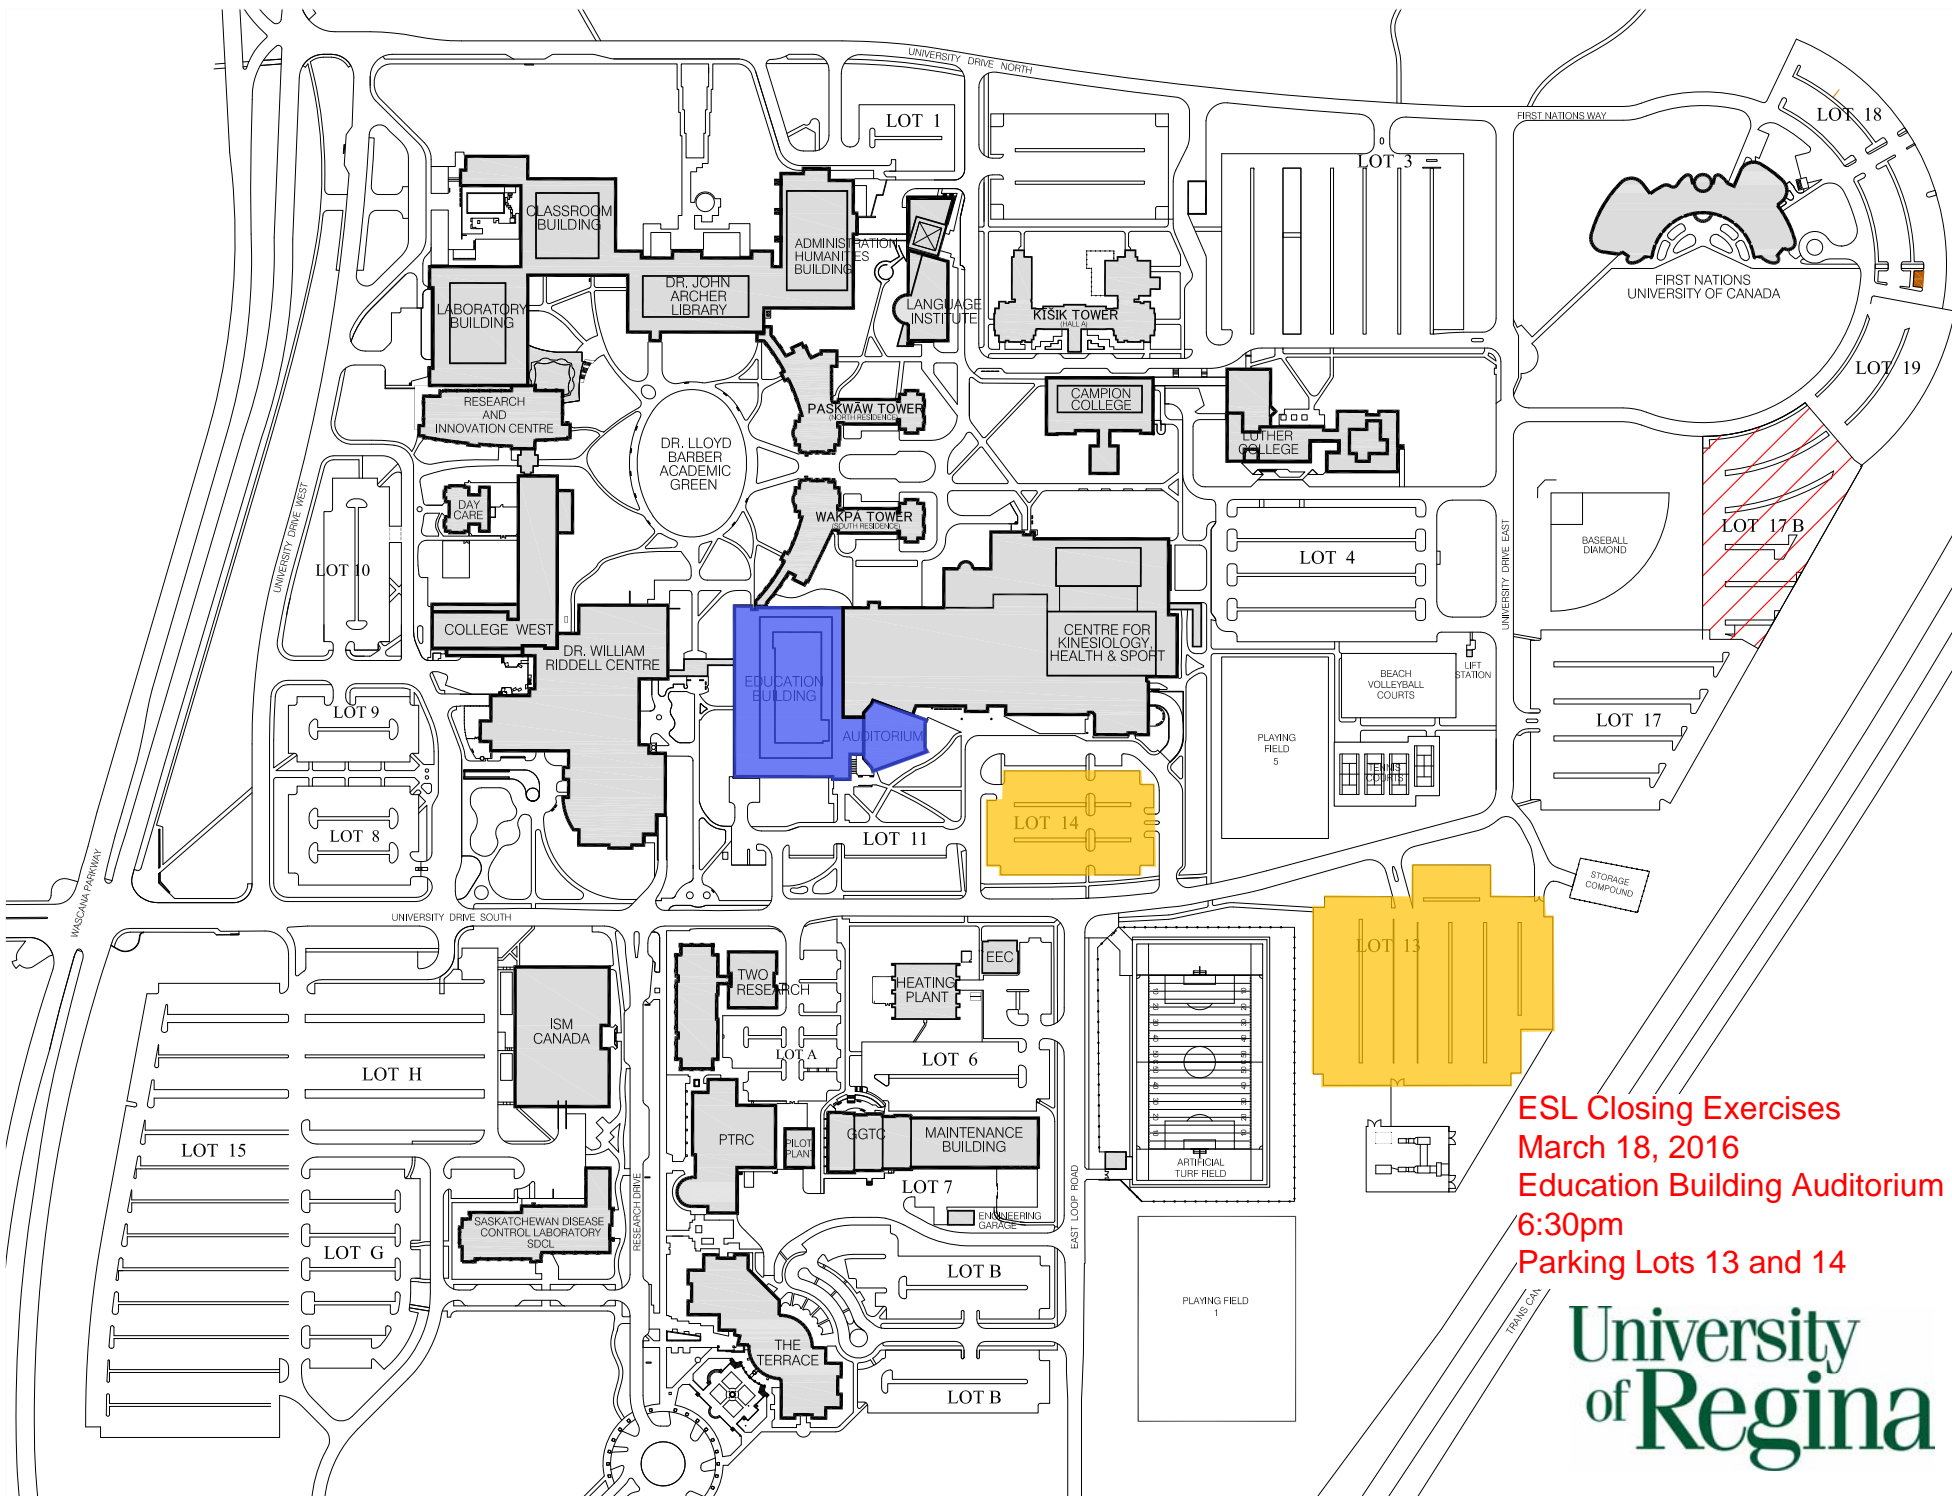 UNIVERSITY DRIVE NORTH
FIRST NATIONS WAY
LOT 18
LOT 1
LOT 3
CLASSROOM
BUILDING
ADMINISTRATION
HUMANITIES
BUILDING
DR. JOHN
ARCHER
LIBRARY
LABORATORY
BUILDING
LANGUAGE
INSTITUTE
KĪŠIK TOWER
(HALL A)
FIRST NATIONS
UNIVERSITY OF CANADA
LOT 19
RESEARCH
AND
INNOVATION CENTRE
PASKWĀW TOWER
(NORTH RESIDENCE)
CAMPION
COLLEGE
LUTHER
COLLEGE
DR. LLOYD
BARBER
ACADEMIC
GREEN
DAY
CARE
WAKPÁ TOWER
(SOUTH RESIDENCE)
UNIVERSITY DRIVE WEST
LOT 10
LOT 4
UNIVERSITY DRIVE EAST
BASEBALL
DIAMOND
LOT 17 B
COLLEGE WEST
DR. WILLIAM
RIDDELL CENTRE
CENTRE FOR
KINESIOLOGY,
HEALTH & SPORT
EDUCATION
BUILDING
AUDITORIUM
LIFT
STATION
BEACH
VOLLEYBALL
COURTS
LOT 17
LOT 9
PLAYING
FIELD
5
TENNIS
COURTS
LOT 8
LOT 11
LOT 14
STORAGE
COMPOUND
WASCANA PARKWAY
UNIVERSITY DRIVE SOUTH
LOT 13
TWO
RESEARCH
HEATING
PLANT
EEC
ISM
CANADA
LOT A
LOT 6
LOT H
LOT 15
PTRC
PILOT
PLANT
GGTC
MAINTENANCE
BUILDING
ARTIFICIAL
TURF FIELD
LOT 7
ENGINEERING
GARAGE
EAST LOOP ROAD
RESEARCH DRIVE
SASKATCHEWAN DISEASE
CONTROL LABORATORY
SDCL
LOT G
LOT B
PLAYING FIELD
1
THE
TERRACE
LOT B
TRANS CAN
ESL Closing Exercises
March 18, 2016
Education Building Auditorium
6:30pm
Parking Lots 13 and 14
University
of Regina